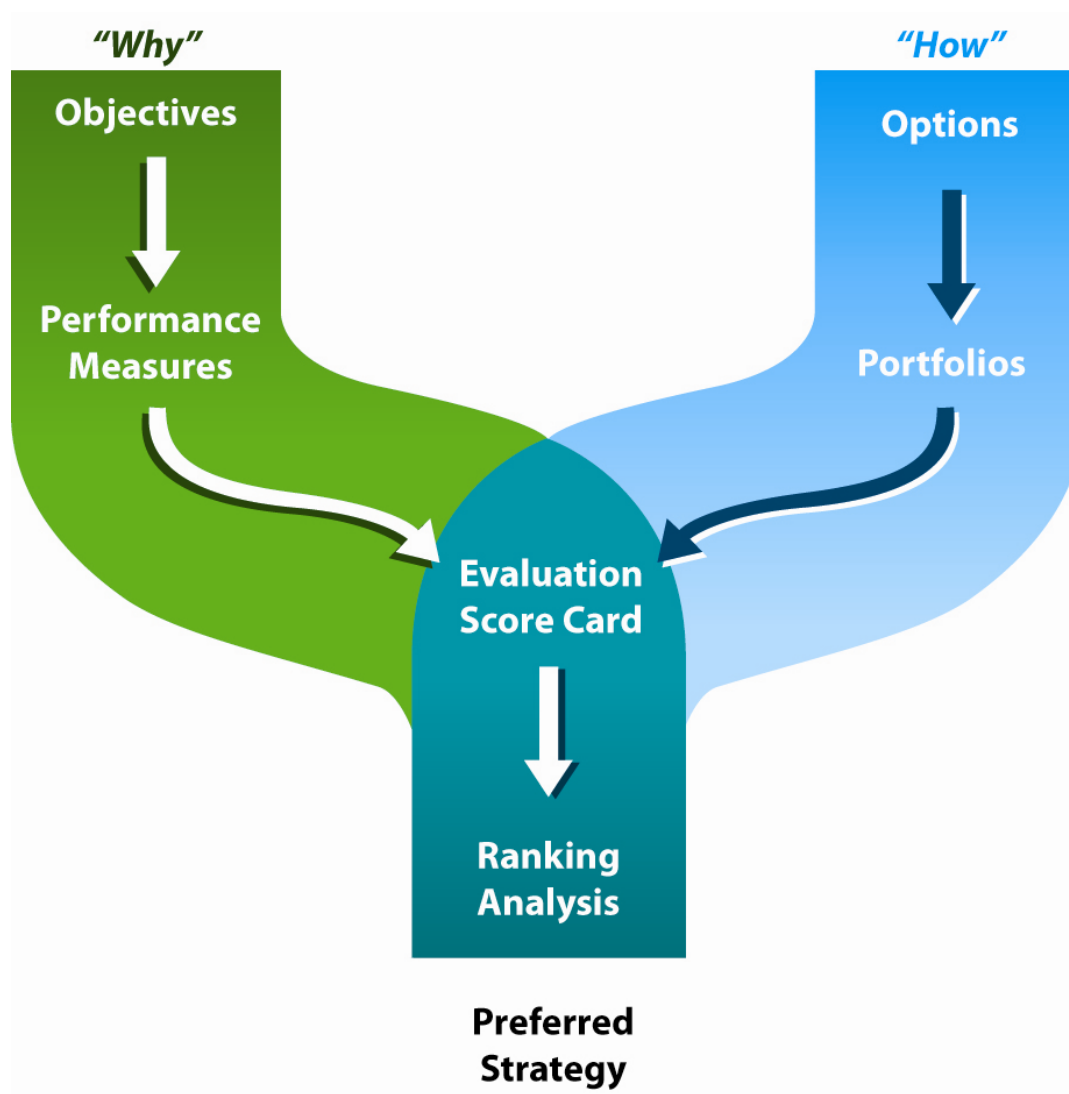 “Why”
Objectives
Performance
Measures
“How”
Options
Portfolios
Evaluation
Score Card
Ranking
Analysis
Preferred
Strategy